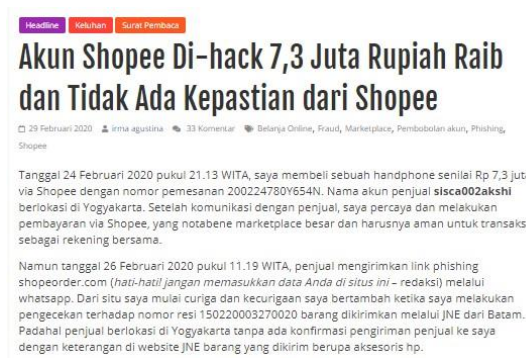 Headline Keluhan Surat Pembaca
Akun Shopee Di-hack 7,3 Juta Rupiah Raib
dan Tidak Ada Kepastian dari Shopee
29 Februari 2020 irma agustina 33 Komentar Belanja Online, Fraud, Marketplace, Pembobolan akun, Phishing,
Shopee
Tanggal 24 Februari 2020 pukul 21.13 WITA, saya membeli sebuah handphone senilai Rp 7,3 juta
via Shopee dengan nomor pemesanan 200224780Y654N. Nama akun penjual sisca002akshi
berlokasi di Yogyakarta. Setelah komunikasi dengan penjual, saya percaya dan melakukan
pembayaran via Shopee, yang notabene marketplace besar dan harusnya aman untuk transaks
sebagai rekening bersama.
Namun tanggal 26 Februari 2020 pukul 11.19 WITA, penjual mengirimkan link phishing
shopeorder.com (hati-hati! jangan memasukkan data Anda di situs ini – redaksi) melalui
whatsapp. Dari situ saya mulai curiga dan kecurigaan saya bertambah ketika saya melakukan
pengecekan terhadap nomor resi 150220003270020 barang dikirimkan melalui JNE dari Batam.
Padahal penjual berlokasi di Yogyakarta tanpa ada konfirmasi pengiriman penjual ke saya
dengan keterangan di website JNE barang yang dikirim berupa aksesoris hp.